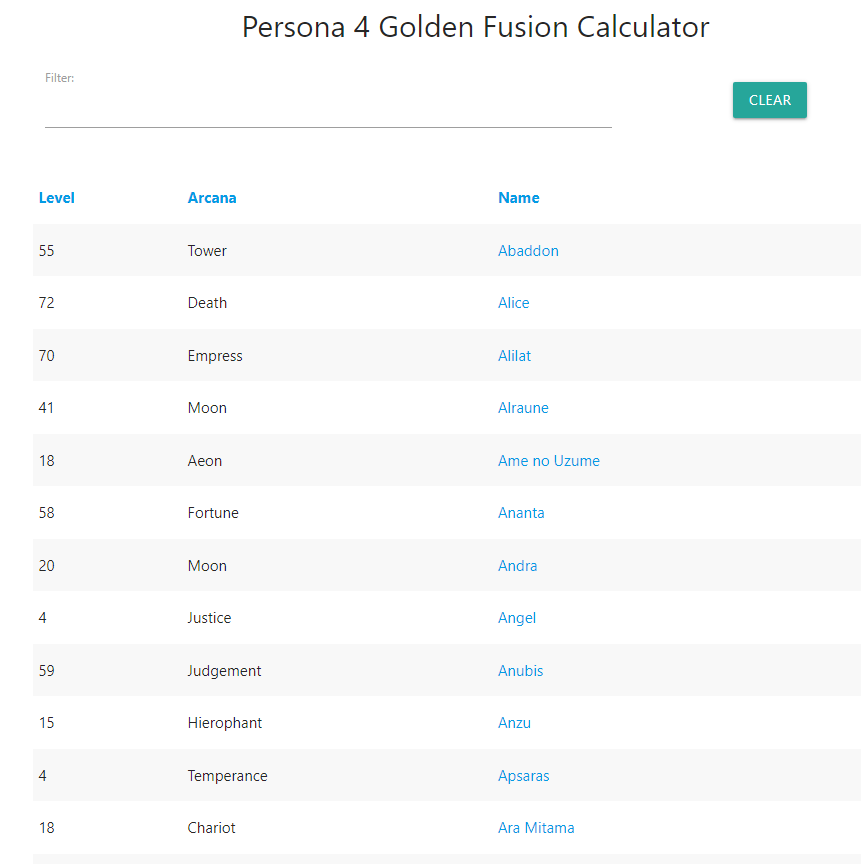 Persona 4 Golden Fusion Calculator
Filter:
CLEAR
Level Arcana Name
55 Tower Abaddon
72 Death Alice
70 Empress Alilat
41 Moon Alraune
18 Aeon Ame no Uzume
58 Fortune Ananta
20 Moon Andra
4 Justice Angel
59 Judgement Anubis
15 Hierophant Anzu
4 Temperance Apsaras
18 Chariot Ara Mitama